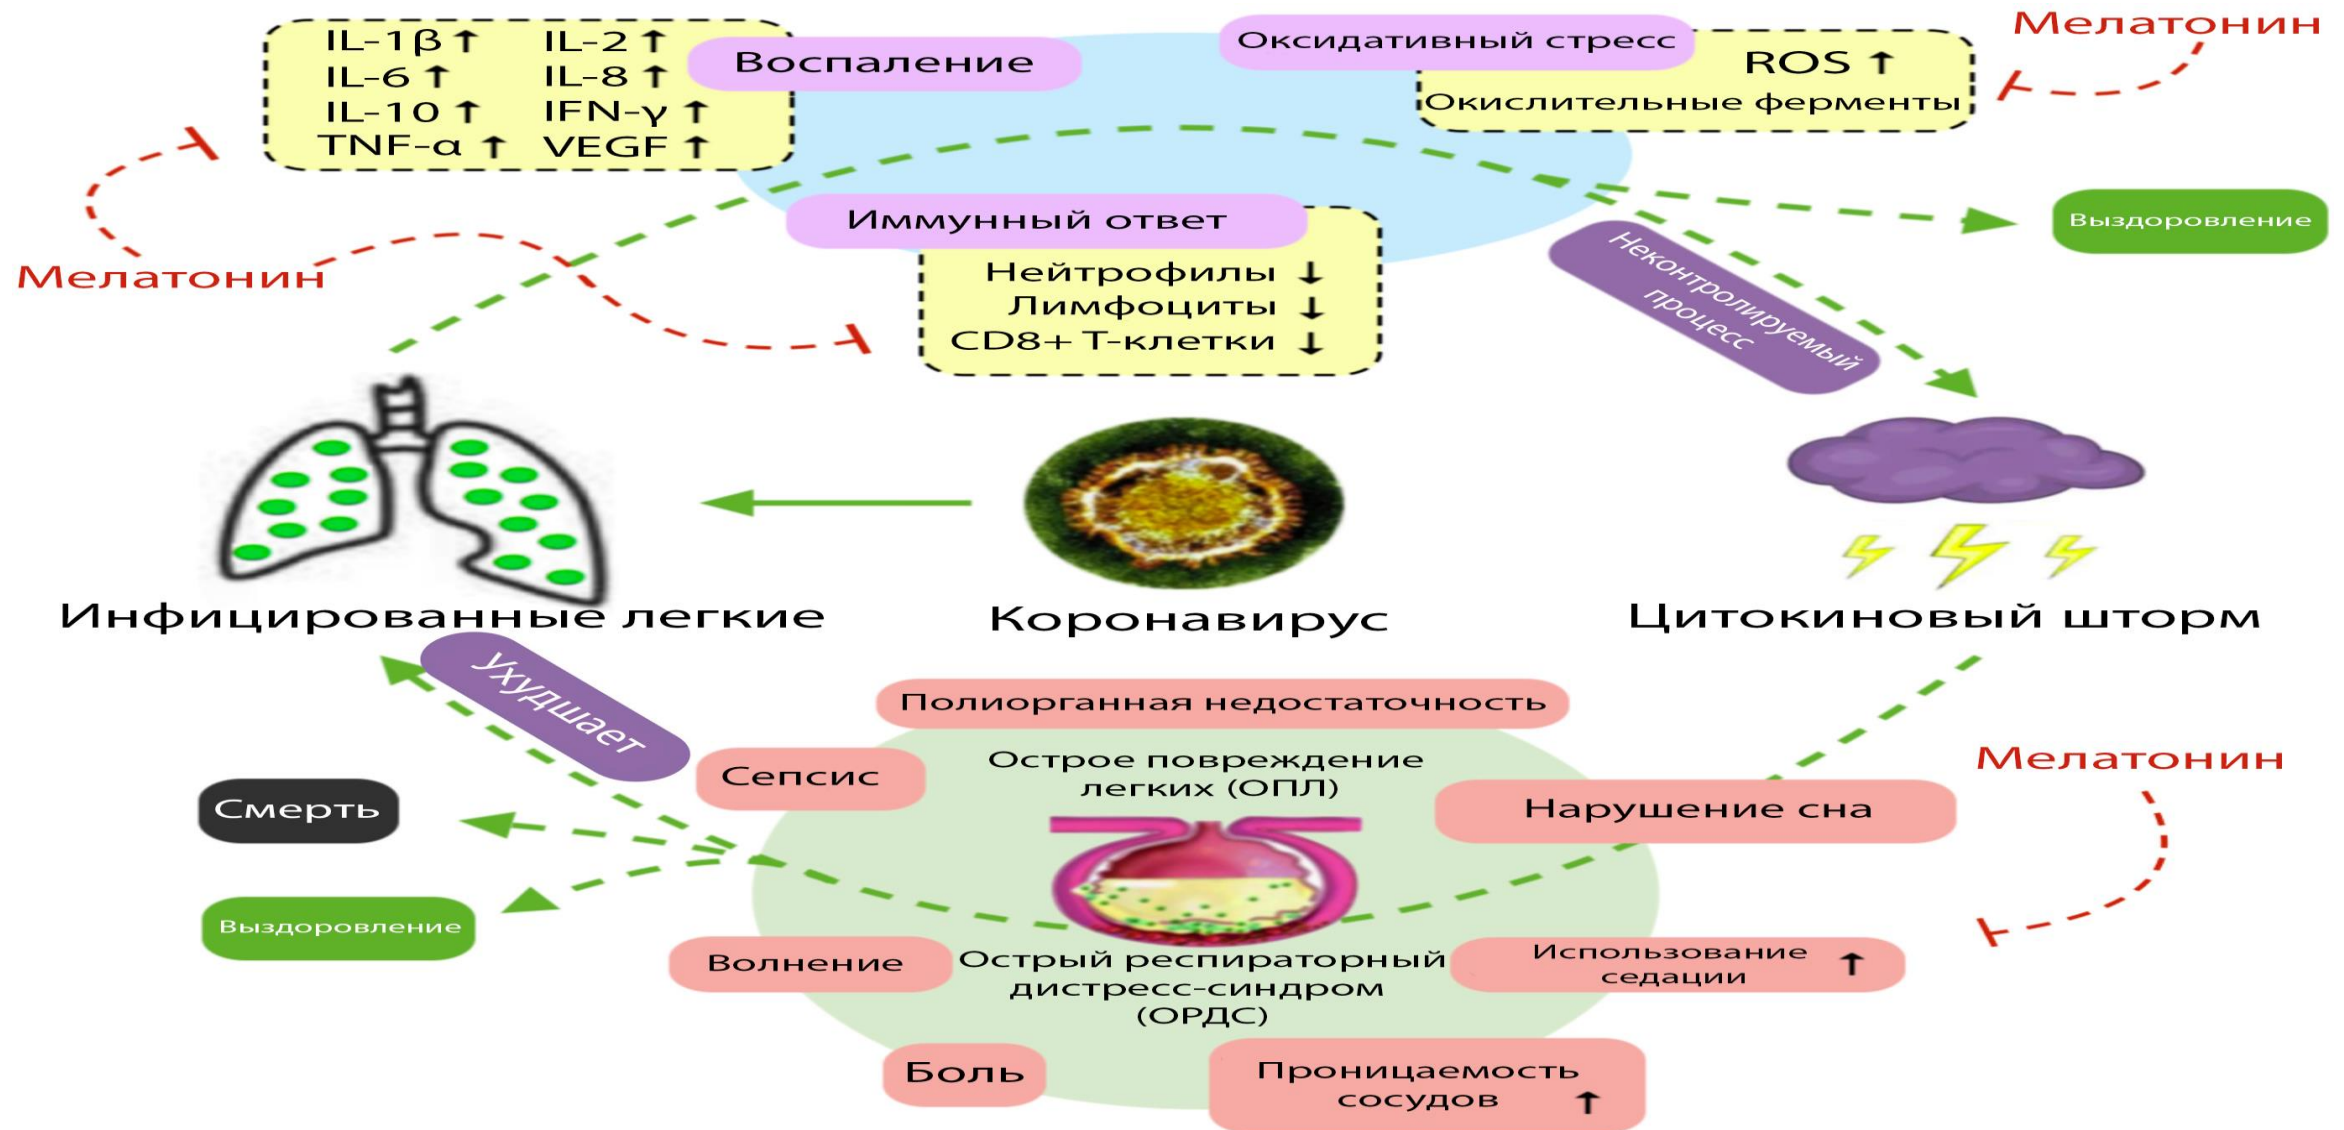 IL-1β ↑ IL-2 ↑
IL-6 ↑ IL-8 ↑
IL-10 ↑ IFN-γ ↑
TNF-α ↑ VEGF ↑
Воспаление
Оксидативный стресс
ROS ↑
Окислительные ферменты
Мелатонин
Мелатонин
Иммунный ответ
Нейтрофилы ↓
Лимфоциты ↓
CD8+ Т-клетки ↓
Выздоровление
Неконтролируемый
процесс
Инфицированные легкие
Коронавирус
Цитокиновый шторм
Ухудшает
Полиорганная недостаточность
Сепсис
Острое повреждение
легких (ОПЛ)
Нарушение сна
Мелатонин
Смерть
Выздоровление
Волнение
Острый респираторный
дистресс-синдром
(ОРДС)
Использование ↑
седации
Боль
Проницаемость
сосудов ↑